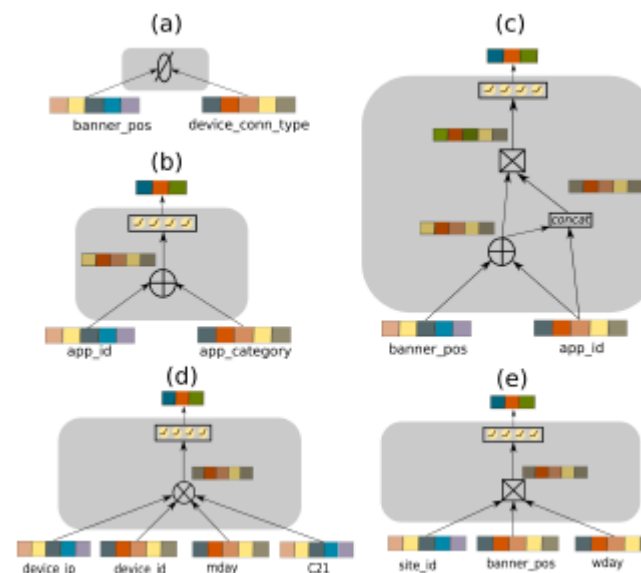 (a)
banner_pos
device_conn_type
(b)
app_id
app_category
(c)
concat
banner_pos
app_id
(d)
device_ip
device_id
mday
C21
(e)
site_id
banner_pos
wday